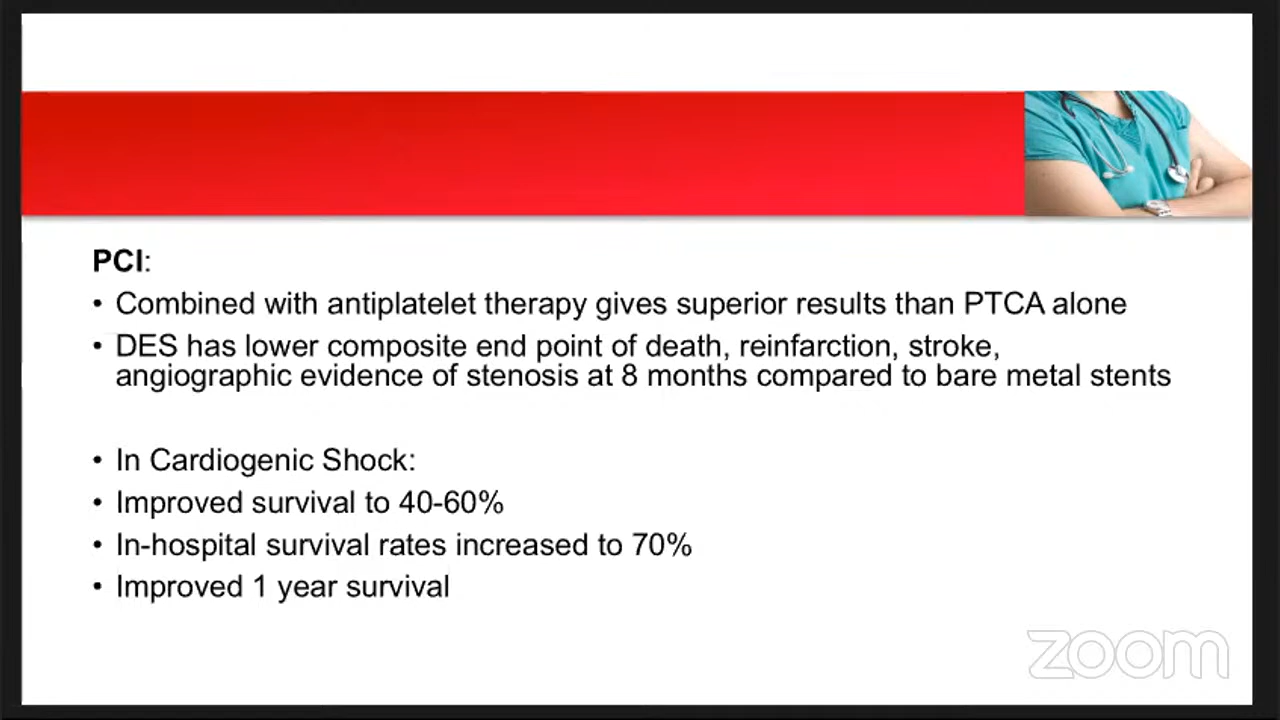 PCI:
• Combined with antiplatelet therapy gives superior results than PTCA alone
• DES has lower composite end point of death, reinfarction, stroke,
angiographic evidence of stenosis at 8 months compared to bare metal stents
• In Cardiogenic Shock:
• Improved survival to 40-60%
• In-hospital survival rates increased to 70%
• Improved 1 year survival
zoom